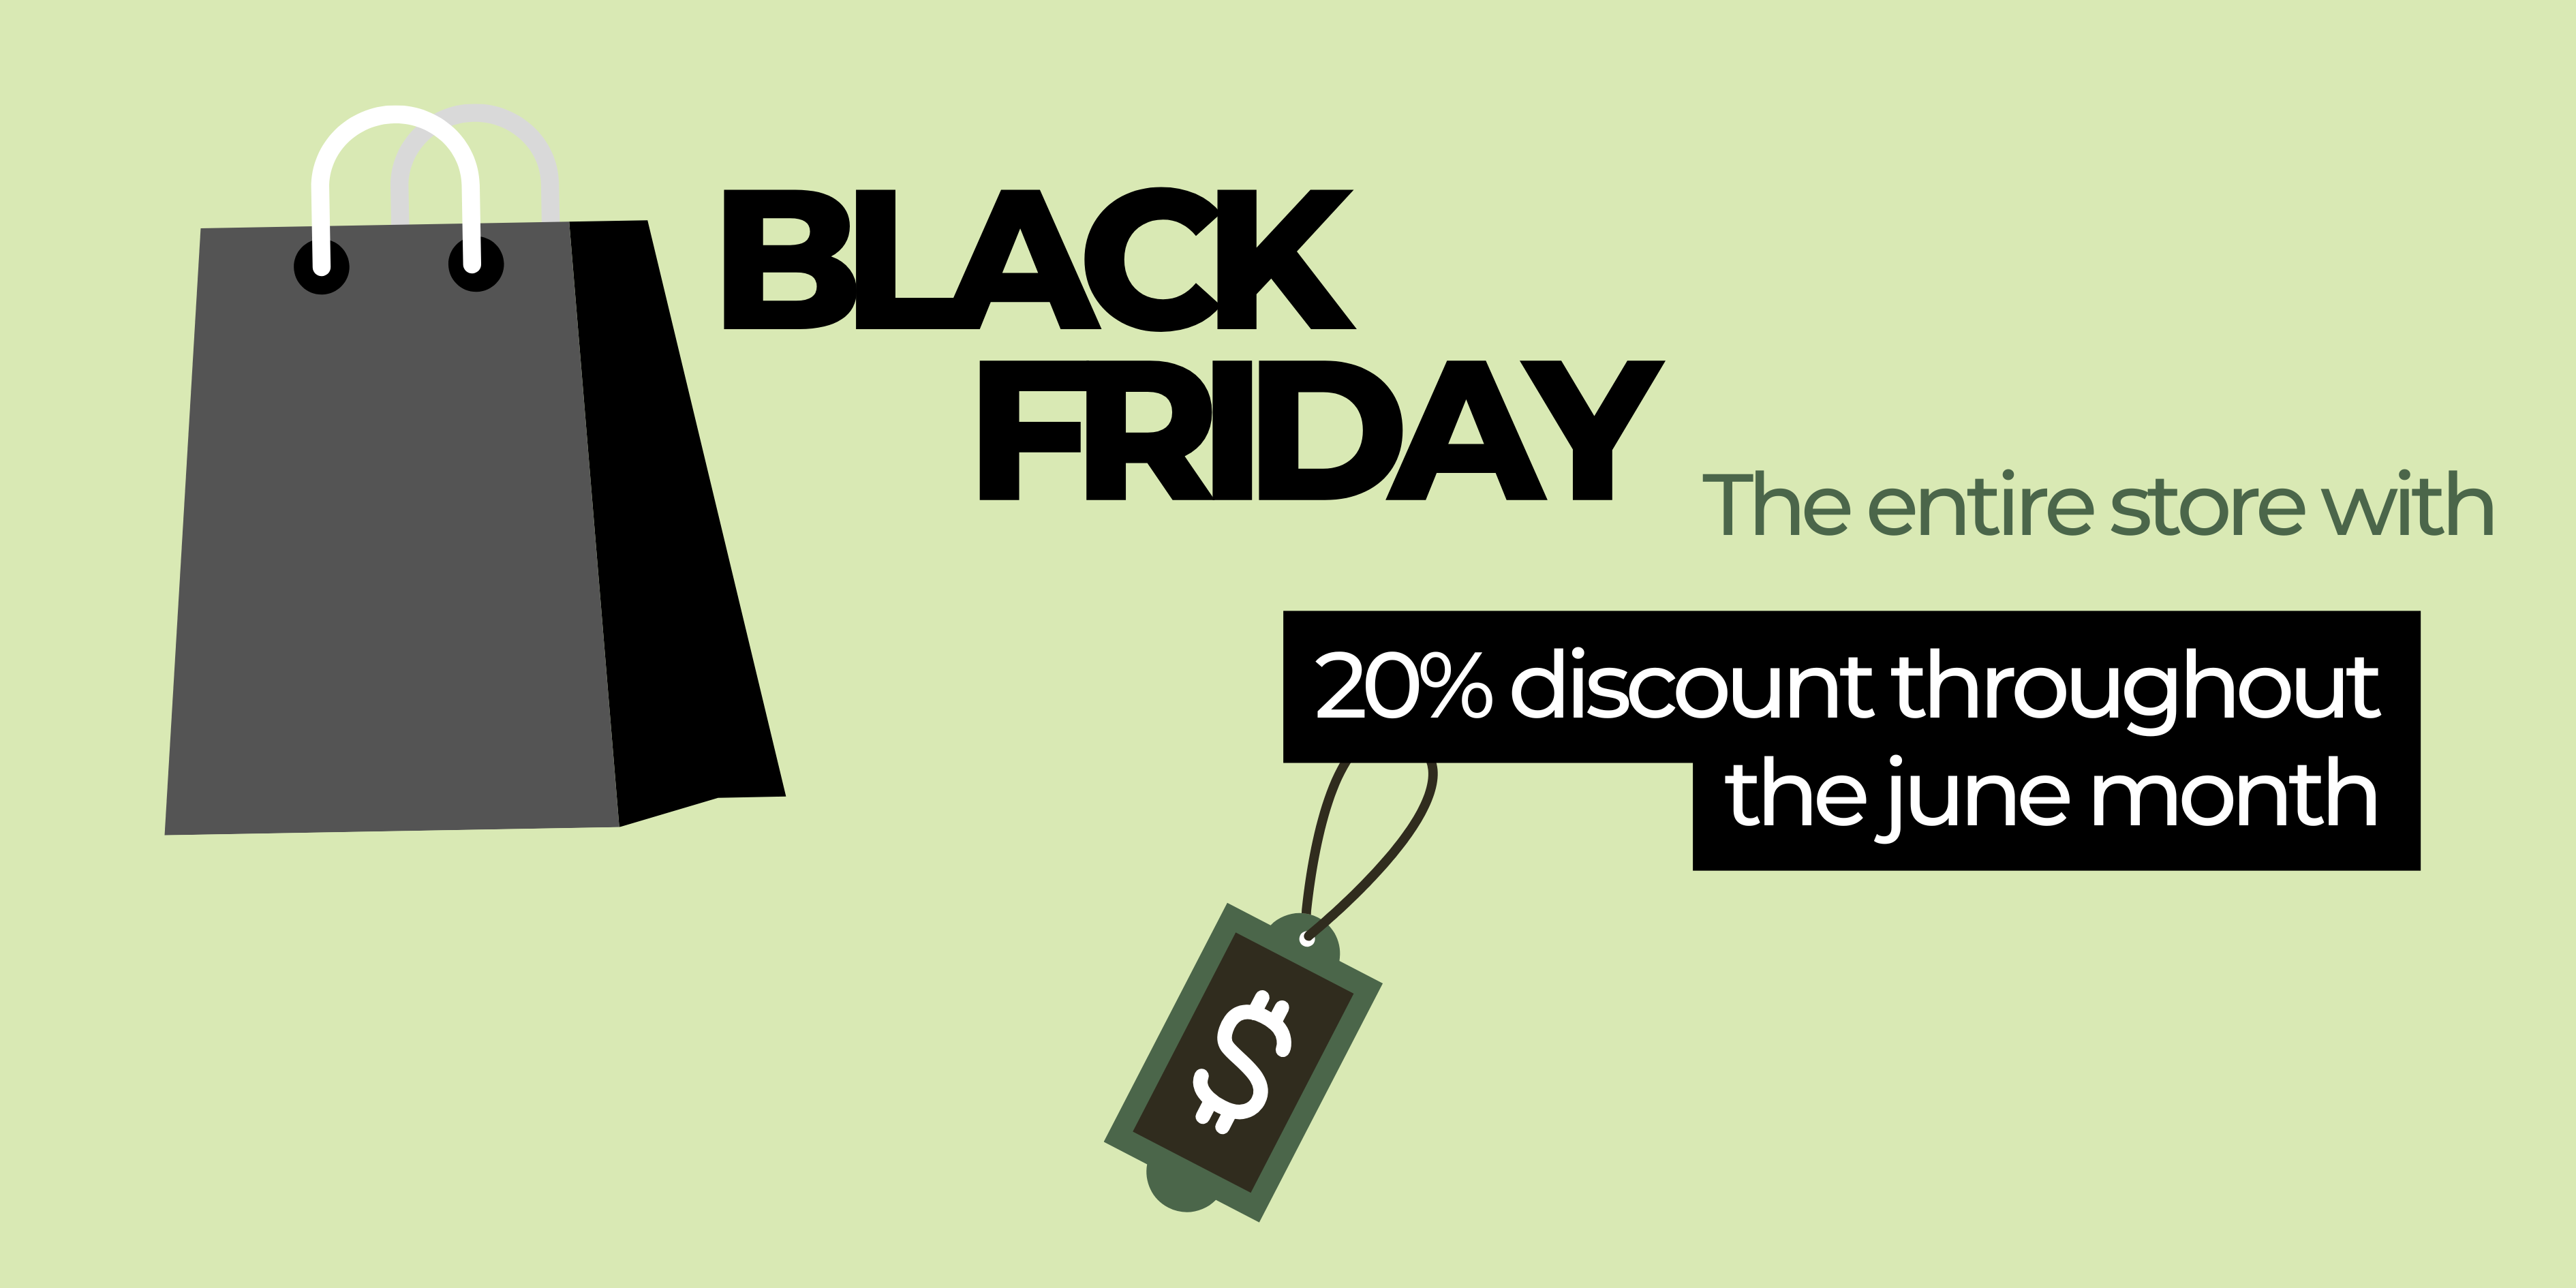 BLACK
FRIDAY
The entire store with
20% discount throughout
the june month
$